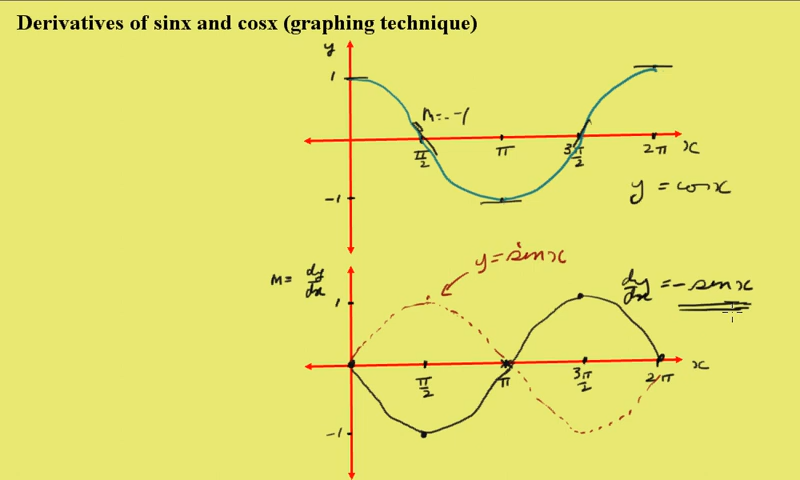 Derivatives of sinx and cosx (graphing technique)
y
1
m=-1
π/2
π
3π/2
2π x
-1
y = cosx
y=sinx
m= dy/dx
dy/dx =-sinx
1
x
π/2
π
3π/2
2π
-1